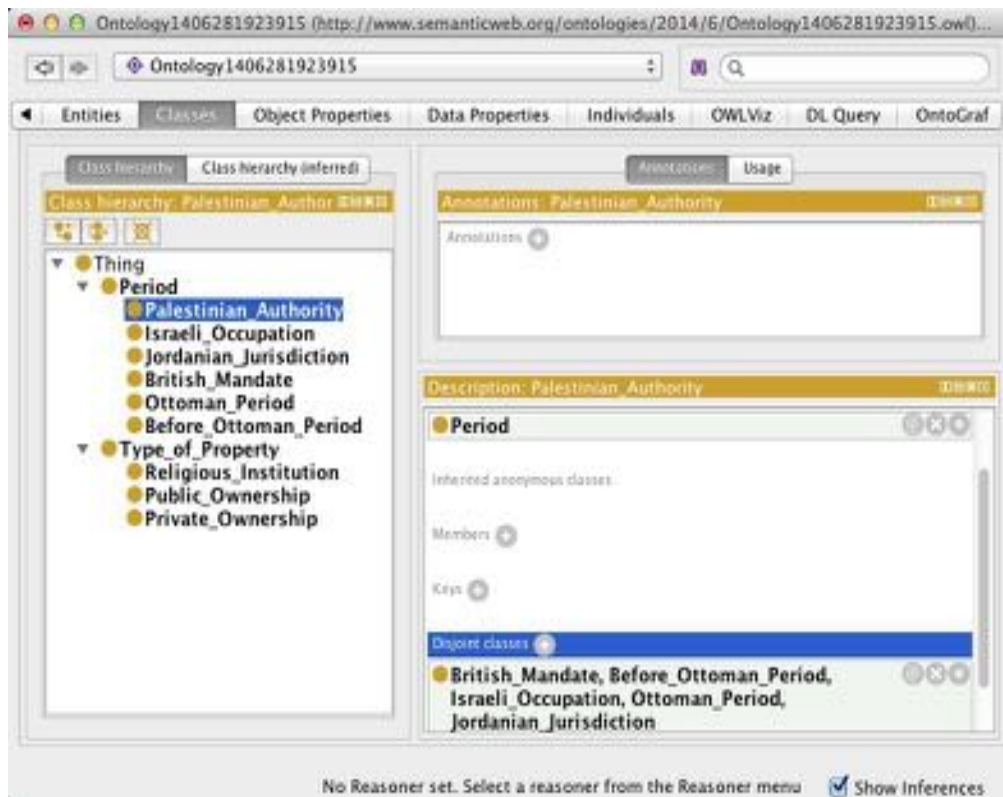 Ontology1406281923915 (http://www.semanticweb.org/ontologies/2014/6/Ontology1406281923915.owl)...
Ontology1406281923915
Entities Classes Object Properties Data Properties Individuals OWLViz DL Query OntoGraf
Class hierarchy Class hierarchy (inferred)
Class hierarchy: Palestinian_Author
Thing
Period
Palestinian_Authority
Israeli_Occupation
Jordanian_Jurisdiction
British_Mandate
Ottoman_Period
Before_Ottoman_Period
Type_of_Property
Religious_Institution
Public_Ownership
Private_Ownership
Annotations Usage
Annotations: Palestinian_Authority
Annotations
Description: Palestinian_Authority
Period
Inherited anonymous classes
Members
Keys
Disjoint classes
British_Mandate, Before_Ottoman_Period,
Israeli_Occupation, Ottoman_Period,
Jordanian_Jurisdiction
No Reasoner set. Select a reasoner from the Reasoner menu Show Inferences